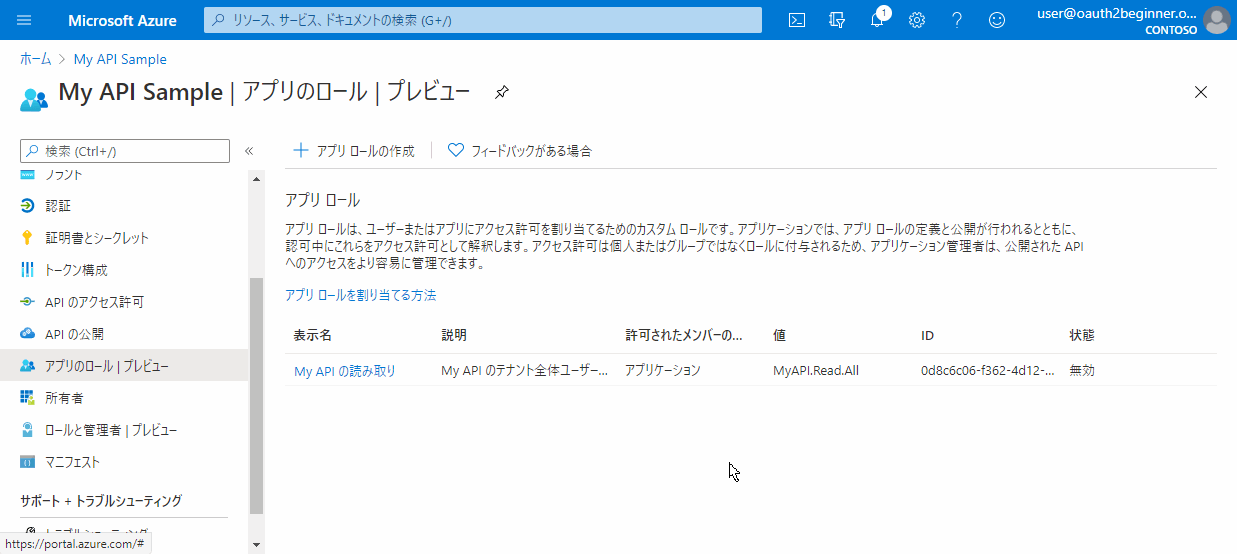 Microsoft Azure
リソース、サービス、ドキュメントの検索 (G+/)
1
user@oauth2beginner.o...
CONTOSO
ホーム > My API Sample
My API Sample | アプリのロール | プレビュー
検索 (Ctrl+/)
«
アプリ ロールの作成
フィードバックがある場合
認証
証明書とシークレット
トークン構成
API のアクセス許可
API の公開
アプリのロール | プレビュー
所有者
ロールと管理者 | プレビュー
マニフェスト
サポート + トラブルシューティング
トラブルシューティング
https://portal.azure.com/#
アプリ ロール
アプリ ロールは、ユーザーまたはアプリにアクセス許可を割り当てるためのカスタム ロールです。アプリケーションでは、アプリ ロールの定義と公開が行われるとともに、
認可中にこれらをアクセス許可として解釈します。アクセス許可は個人またはグループではなくロールに付与されるため、アプリケーション管理者は、公開された API
へのアクセスをより容易に管理できます。
アプリ ロールを割り当てる方法
表示名 説明 許可されたメンバーの... 値 ID 状態
My API の読み取り My API のテナント全体ユーザー... アプリケーション MyAPI.Read.All 0d8c6c06-f362-4d12-... 無効